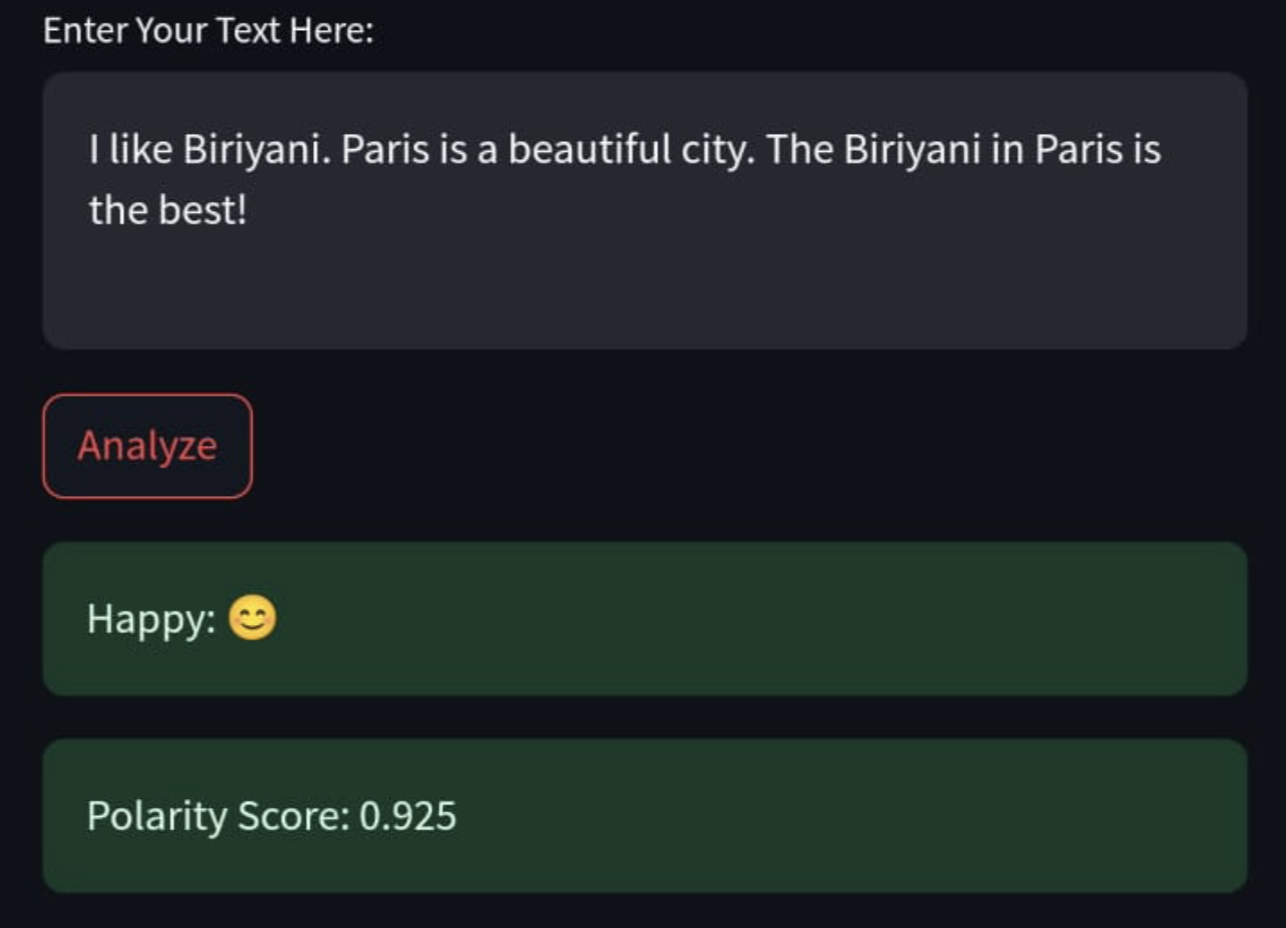 Enter Your Text Here:
I like Biriyani. Paris is a beautiful city. The Biriyani in Paris is
the best!
Analyze
Happy: 😊
Polarity Score: 0.925